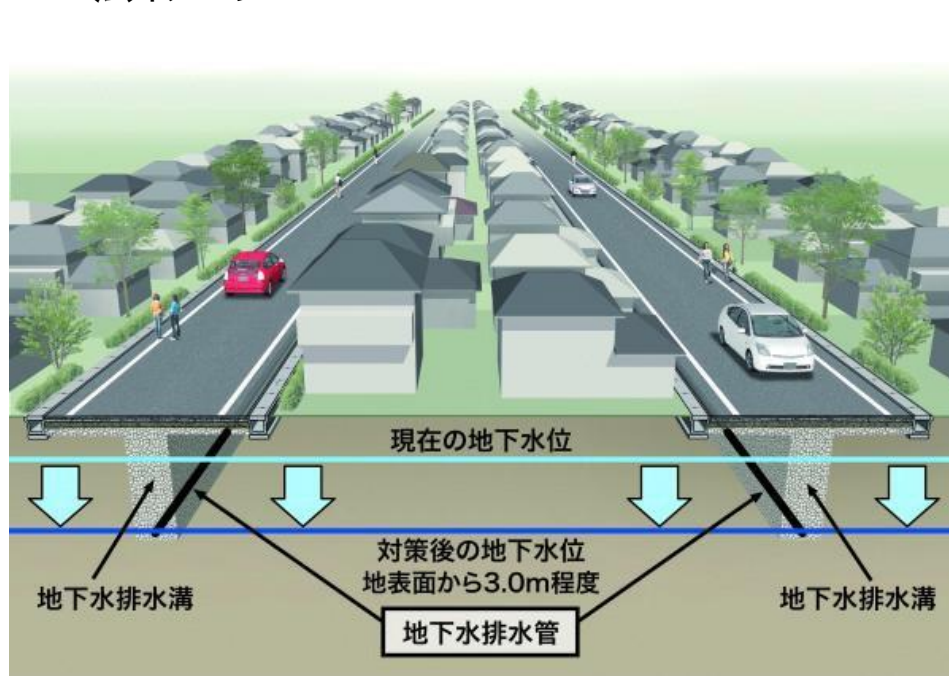 現在の地下水位
対策後の地下水位
地表面から3.0m程度
地下水排水溝
地下水排水溝
地下水排水管